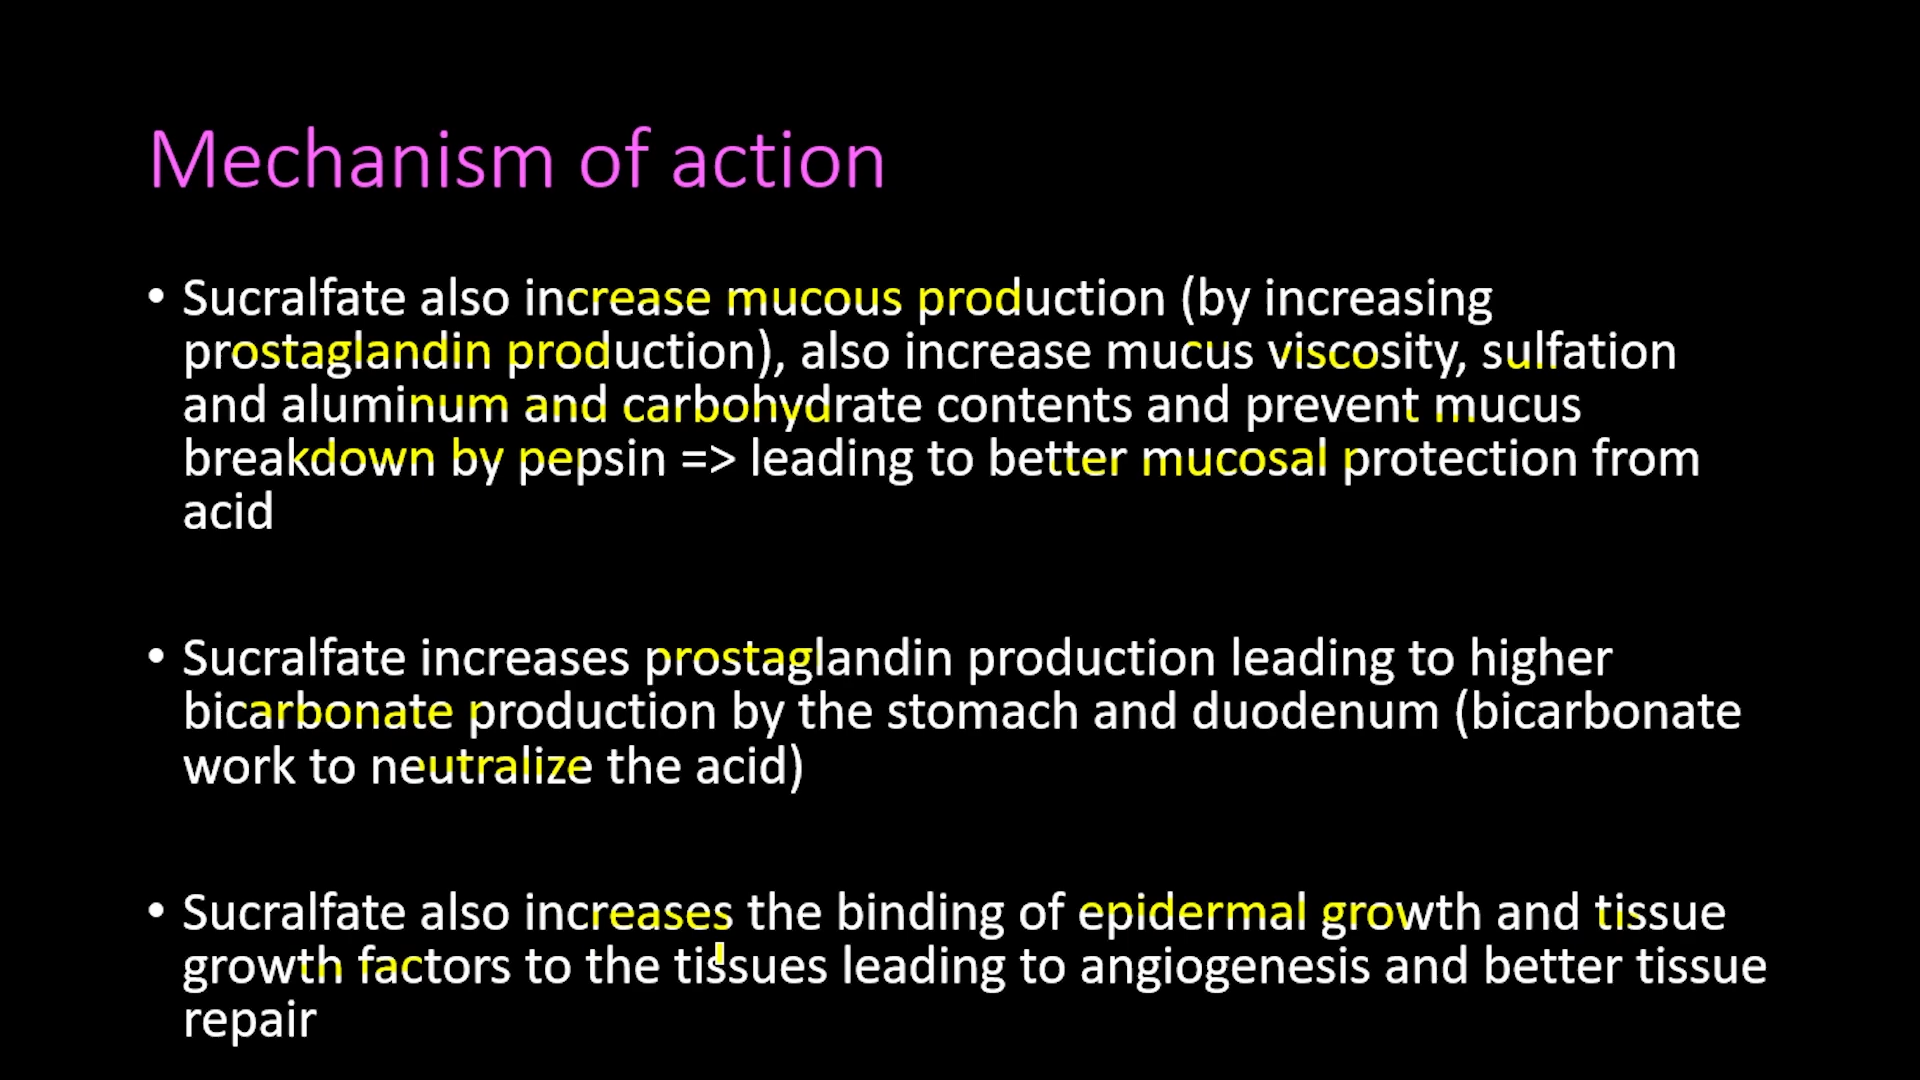 Mechanism of action
• Sucralfate also increase mucous production (by increasing
prostaglandin production), also increase mucus viscosity, sulfation
and aluminum and carbohydrate contents and prevent mucus
breakdown by pepsin => leading to better mucosal protection from
acid
• Sucralfate increases prostaglandin production leading to higher
bicarbonate production by the stomach and duodenum (bicarbonate
work to neutralize the acid)
• Sucralfate also increases the binding of epidermal growth and tissue
growth factors to the tissues leading to angiogenesis and better tissue
repair